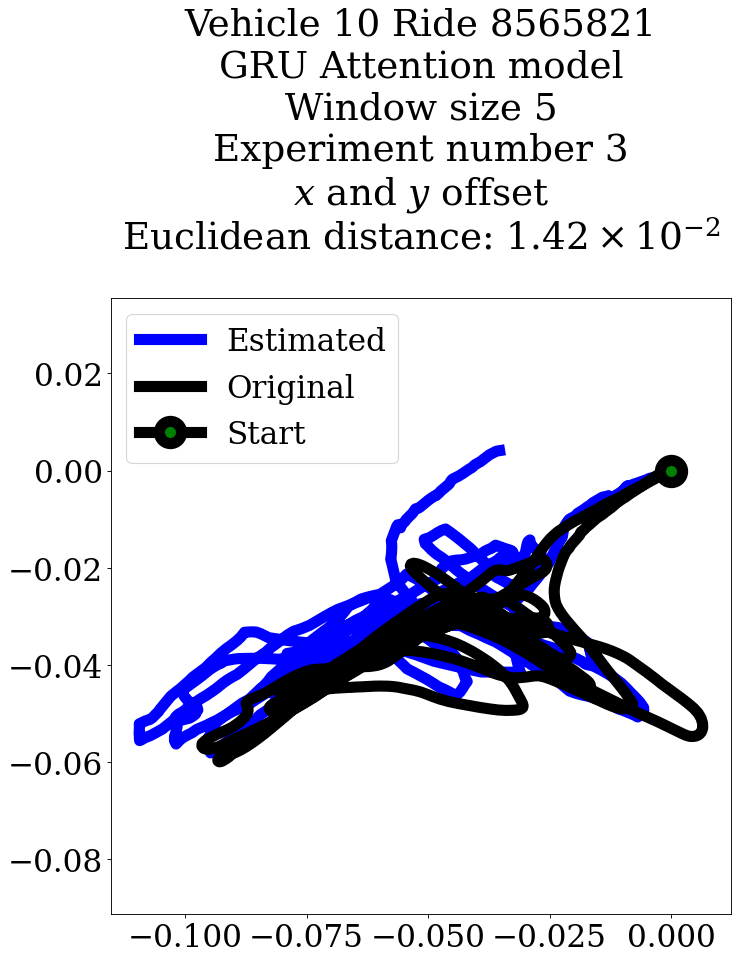 Vehicle 10 Ride 8565821
GRU Attention model
Window size 5
Experiment number 3
x and y offset
Euclidean distance: 1.42 × 10⁻²
Estimated
Original
Start
0.02
0.00
−0.02
−0.04
−0.06
−0.08
−0.100 −0.075 −0.050 −0.025 0.000